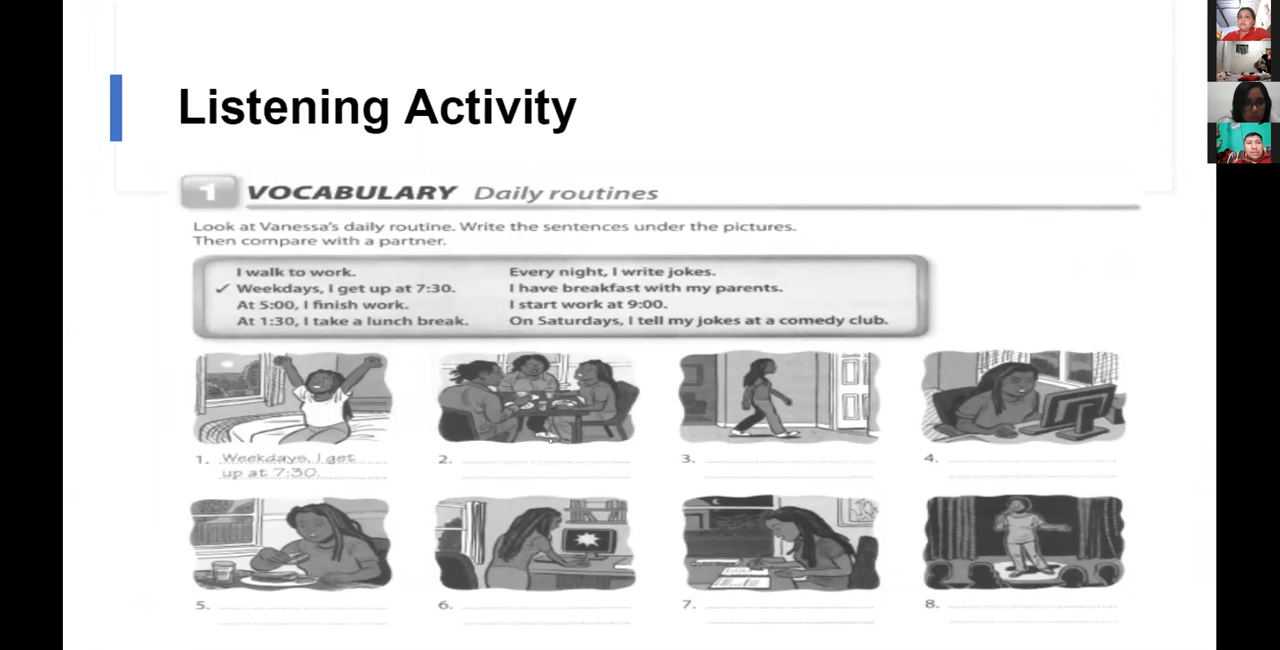 Listening Activity
1 VOCABULARY Daily routines
Look at Vanessa's daily routine. Write the sentences under the pictures.
Then compare with a partner.
I walk to work.
✓ Weekdays, I get up at 7:30.
At 5:00, I finish work.
At 1:30, I take a lunch break.
Every night, I write jokes.
I have breakfast with my parents.
I start work at 9:00.
On Saturdays, I tell my jokes at a comedy club.
1. Weekdays, I get
up at 7:30.
2.
3.
4.
5.
6.
7.
8.